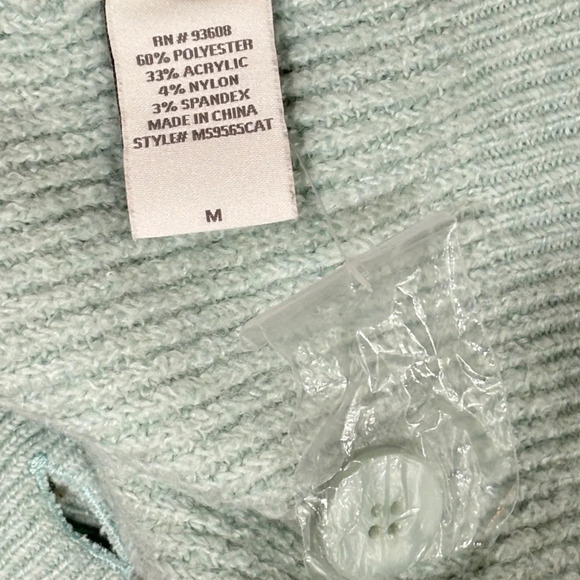 RN # 93608
60% POLYESTER
33% ACRYLIC
4% NYLON
3% SPANDEX
MADE IN CHINA
STYLE# MS9565CAT
M